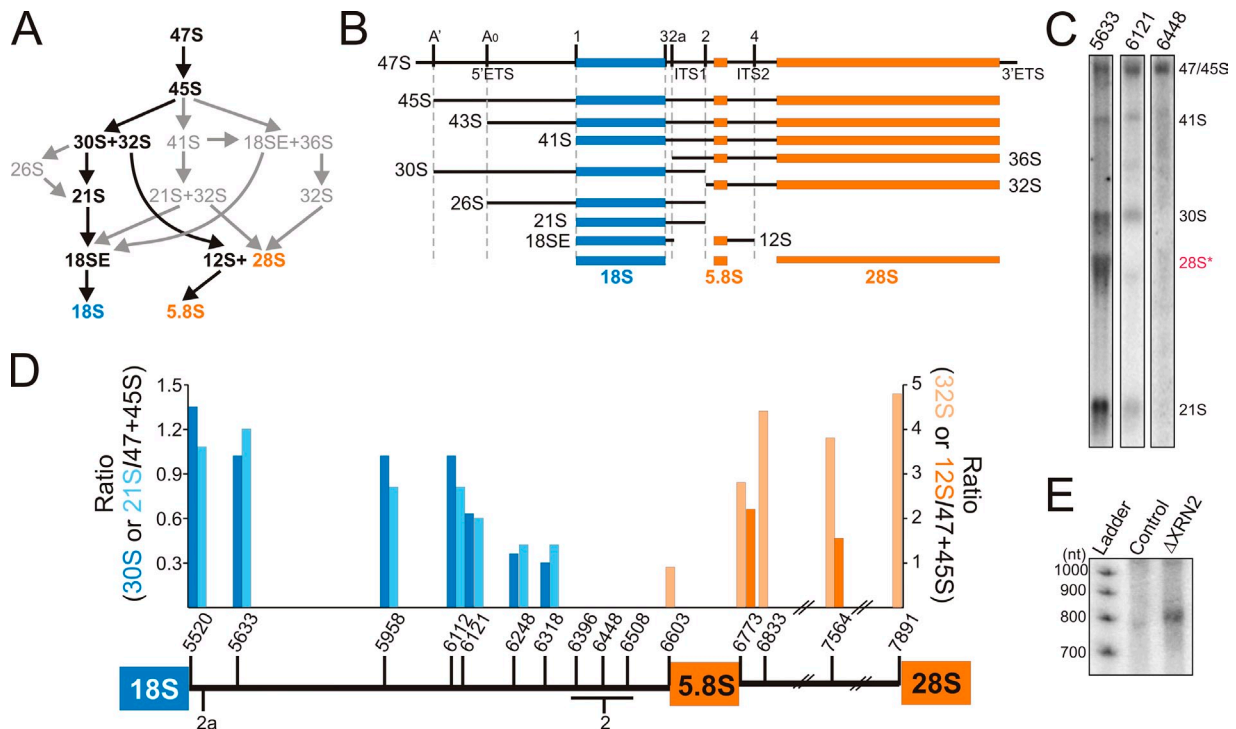 A
47S
45S
30S+32S
41S
18SE+36S
26S
21S
21S+32S
32S
18SE
12S+ 28S
18S
5.8S
B
A' A₀ 1 32a 2 4
47S
5'ETS ITS1 ITS2 3'ETS
45S
43S
41S
36S
30S
32S
26S
21S
18SE
12S
18S 5.8S 28S
C
5633 6121 6448
47/45S
41S
30S
28S*
21S
D
Ratio
(30S or 21S/47+45S)
1.5
1.2
0.9
0.6
0.3
5
4
3
2
1
Ratio
(32S or 12S/47+45S)
5520 5633 5958 6112 6121 6248 6318 6396 6448 6508 6603 6773 6833 7564 7891
18S 5.8S 28S
2a 2
E
Ladder Control ΔXRN2
(nt)
1000
900
800
700